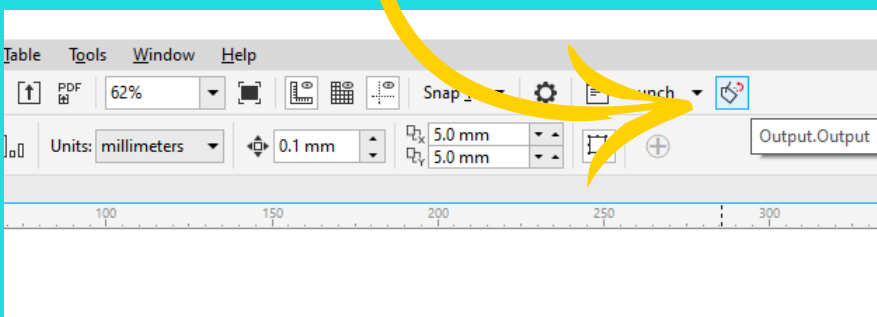 Table Tools Window Help
PDF 62% Snap
Units: millimeters 0.1 mm 5.0 mm
5.0 mm
Output.Output
100 150 200 250 300